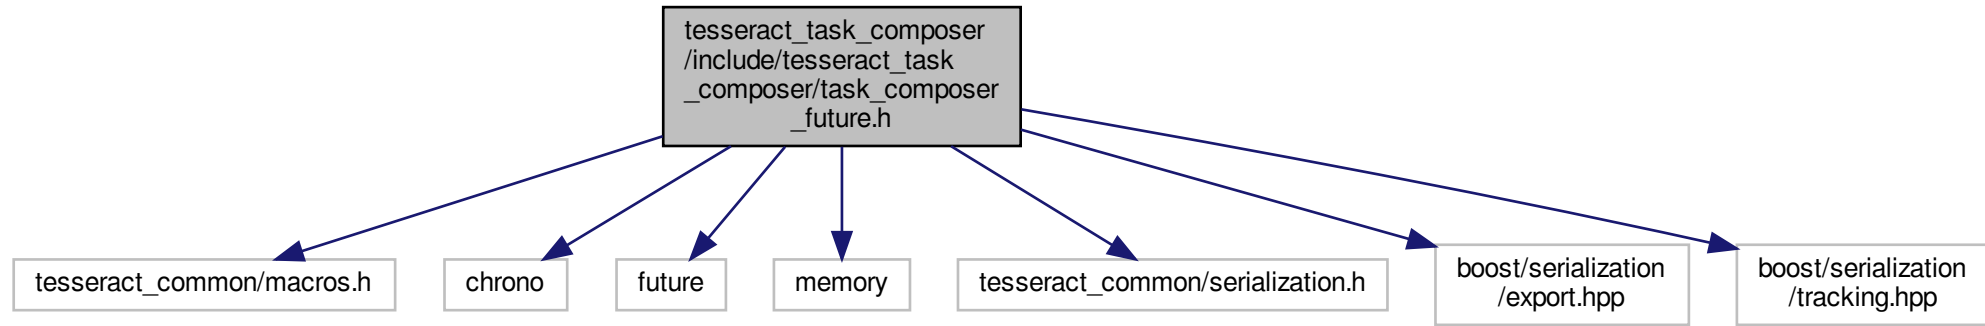 tesseract_task_composer
/include/tesseract_task
_composer/task_composer
_future.h
tesseract_common/macros.h
chrono
future
memory
tesseract_common/serialization.h
boost/serialization
/export.hpp
boost/serialization
/tracking.hpp